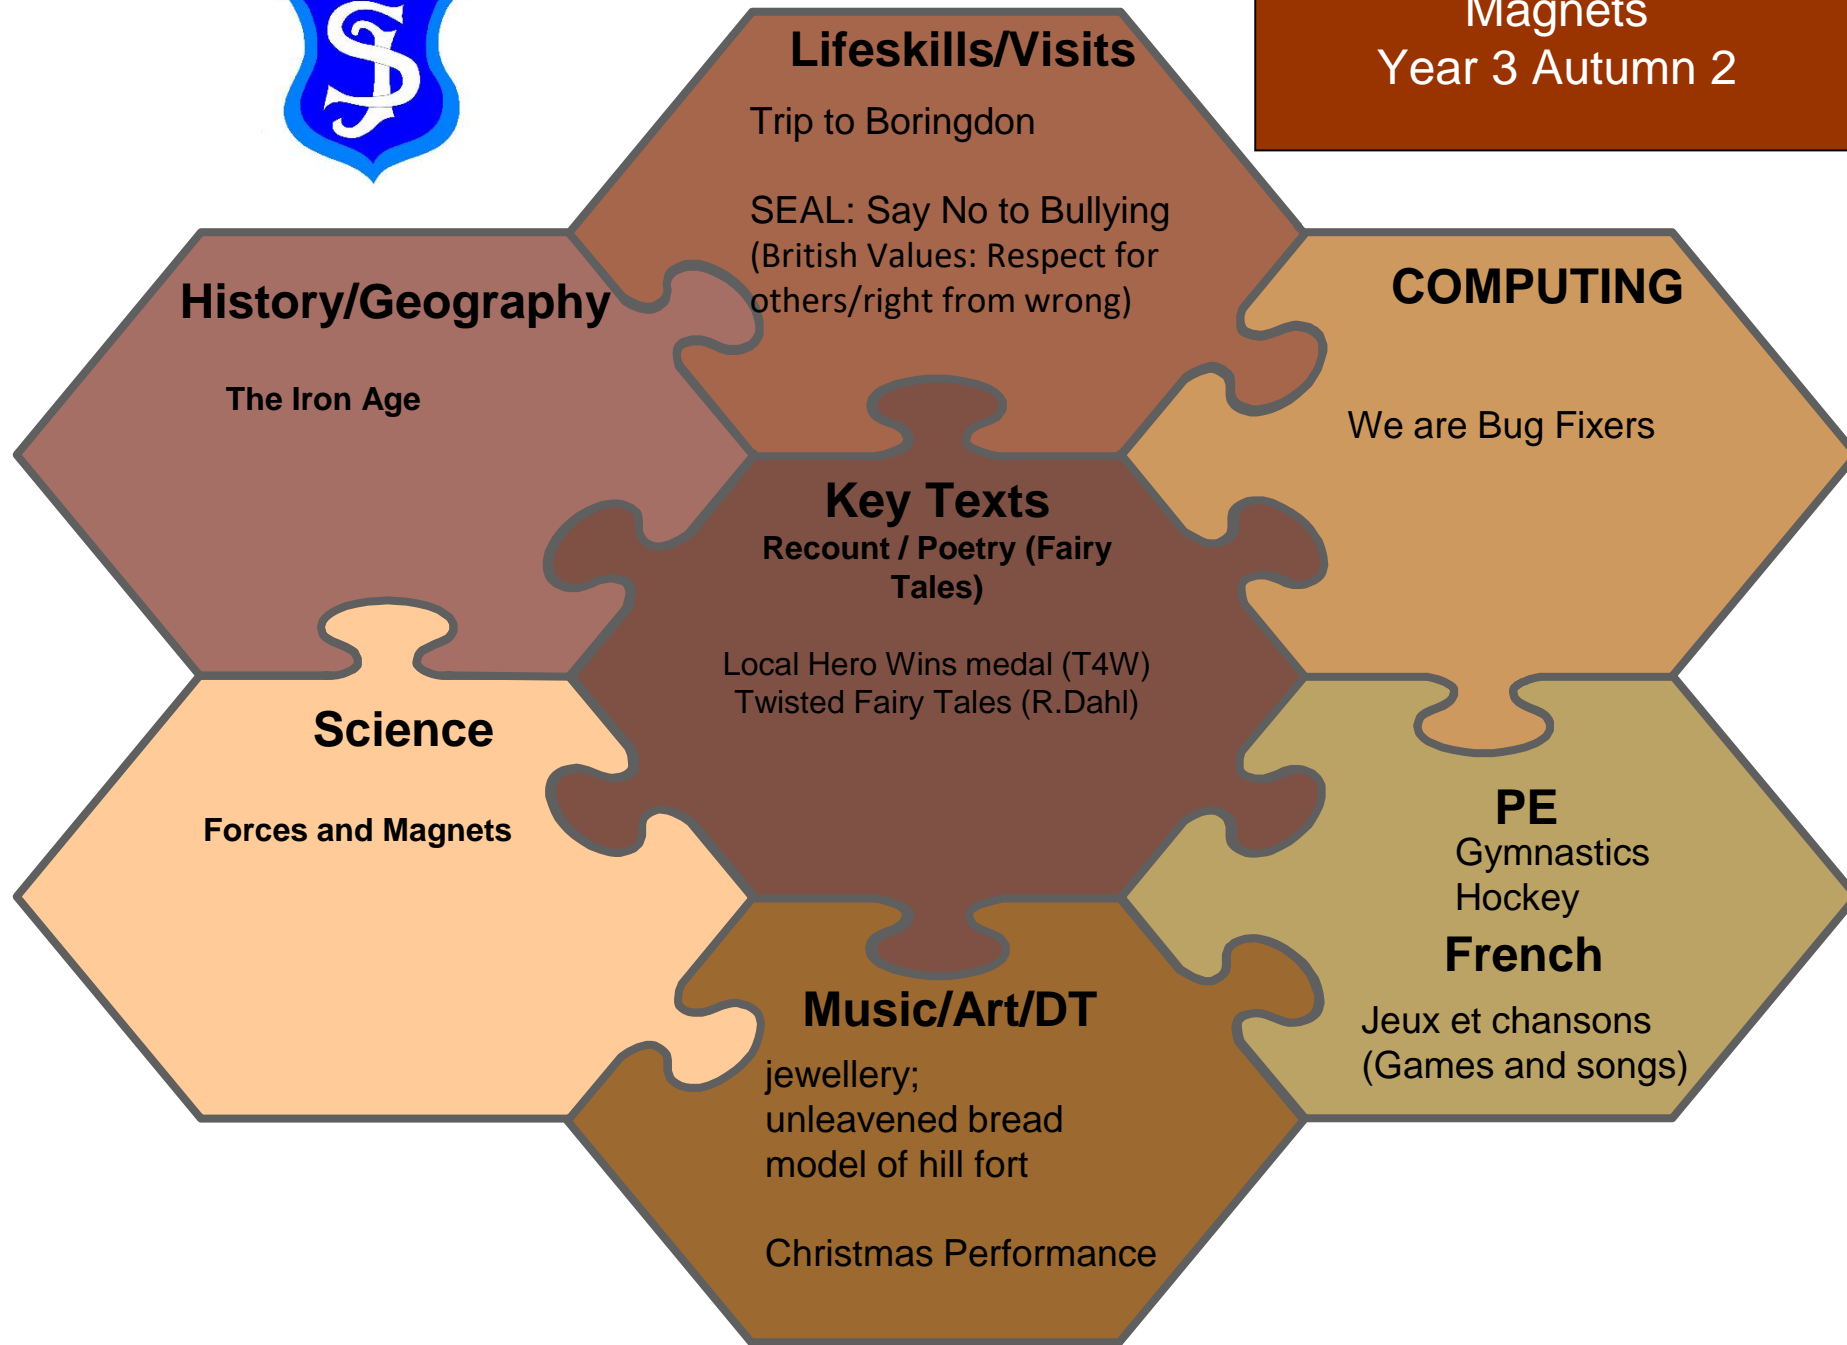 Magnets
Year 3 Autumn 2
Lifeskills/Visits
Trip to Boringdon
SEAL: Say No to Bullying
(British Values: Respect for
others/right from wrong)
History/Geography
The Iron Age
COMPUTING
We are Bug Fixers
Key Texts
Recount / Poetry (Fairy
Tales)
Local Hero Wins medal (T4W)
Twisted Fairy Tales (R.Dahl)
Science
Forces and Magnets
PE
Gymnastics
Hockey
French
Jeux et chansons
(Games and songs)
Music/Art/DT
jewellery;
unleavened bread
model of hill fort
Christmas Performance